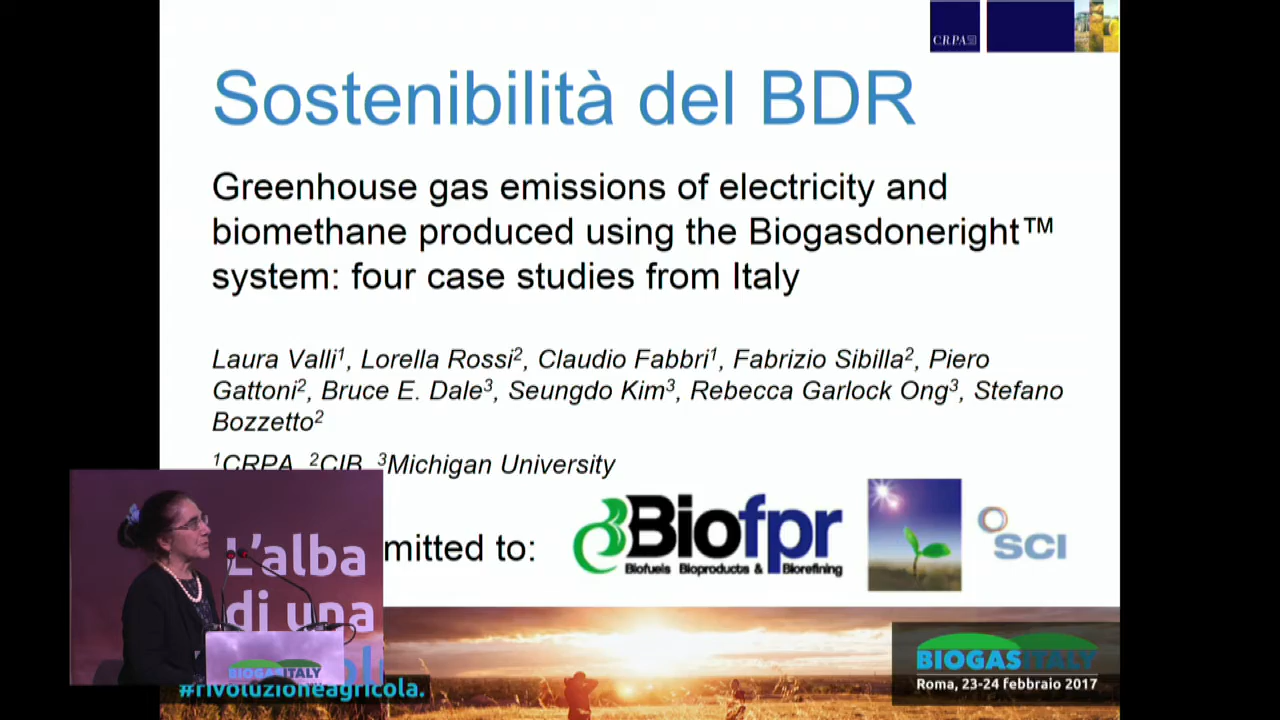 C.R.P.A.
Sostenibilità del BDR
Greenhouse gas emissions of electricity and
biomethane produced using the Biogasdoneright™
system: four case studies from Italy
Laura Valli¹, Lorella Rossi², Claudio Fabbri¹, Fabrizio Sibilla², Piero
Gattoni², Bruce E. Dale³, Seungdo Kim³, Rebecca Garlock Ong³, Stefano
Bozzetto²
¹CRPA, ²CIB, ³Michigan University
mitted to:
Biofpr
Biofuels Bioproducts & Biorefining
SCI
L'alba
di una
BIOGASITALY
#rivoluzioneagricola.
BIOGASITALY
Roma, 23-24 febbraio 2017